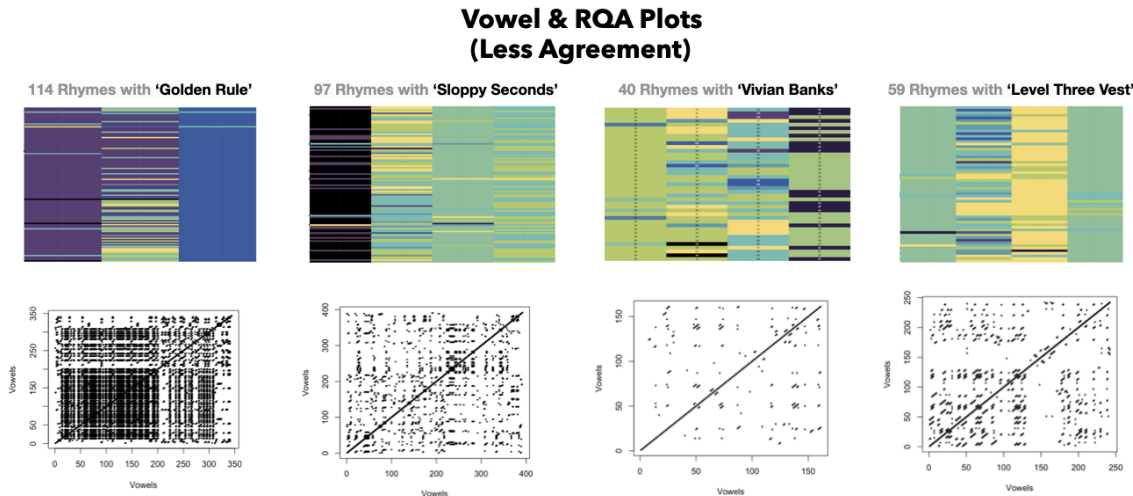 Vowel & RQA Plots
(Less Agreement)
114 Rhymes with ‘Golden Rule’
97 Rhymes with ‘Sloppy Seconds’
40 Rhymes with ‘Vivian Banks’
59 Rhymes with ‘Level Three Vest’
Vowels
0 50 150 250 350
0 50 100 150 200 250 300 350
Vowels
Vowels
0 100 200 300 400
0 100 200 300 400
Vowels
Vowels
0 50 100 150
0 50 100 150
Vowels
Vowels
0 50 100 150 200 250
0 50 100 150 200 250
Vowels